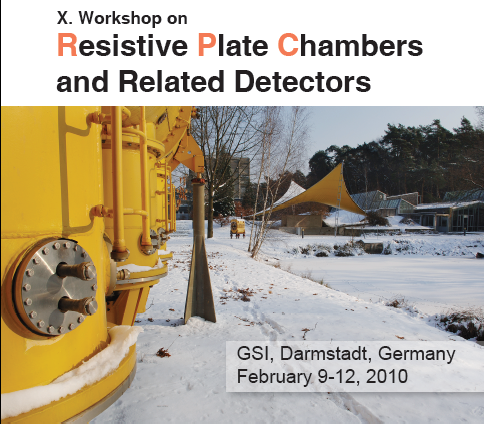 X. Workshop on
Resistive Plate Chambers
and Related Detectors
GSI, Darmstadt, Germany
February 9-12, 2010